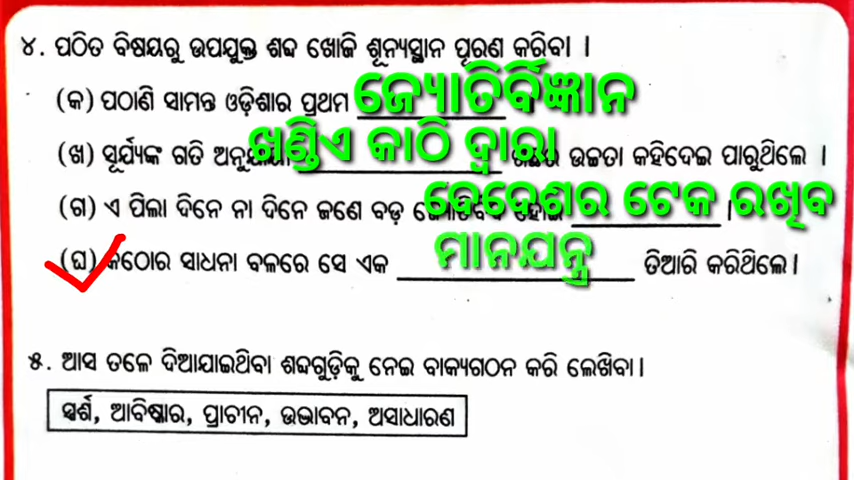 ୪. ପଠିତ ବିଷୟରୁ ଉପଯୁକ୍ତ ଶବ୍ଦ ଖୋଜି ଶୂନ୍ୟସ୍ଥାନ ପୂରଣ କରିବା ।
(କ) ପଠାଣି ସାମନ୍ତ ଓଡ଼ିଶାର ପ୍ରଥମ ଜ୍ୟୋତିର୍ବିଜ୍ଞାନ
(ଖ) ସୂର୍ଯ୍ୟଙ୍କ ଗତି ଖଣ୍ଡିଏ କାଠି ଦ୍ୱାରା ଉଚ୍ଚତା କହିଦେଇ ପାରୁଥିଲେ ।
(ଗ) ଏ ପିଲା ଦିନେ ନା ଦିନେ ଜଣେ ବଡ଼ ଦେଦେଶର ଟେକ ରଖିବ ।
(ଘ) କଠୋର ସାଧନା ବଳରେ ସେ ଏକ ମାନଯନ୍ତ୍ର ତିଆରି କରିଥିଲେ ।
୫. ଆସ ତଳେ ଦିଆଯାଇଥିବା ଶବ୍ଦଗୁଡ଼ିକୁ ନେଇ ବାକ୍ୟଗଠନ କରି ଲେଖିବା ।
ସ୍ପର୍ଶ, ଆବିଷ୍କାର, ପ୍ରାଚୀନ, ଉଦ୍ଭାବନ, ଅସାଧାରଣ